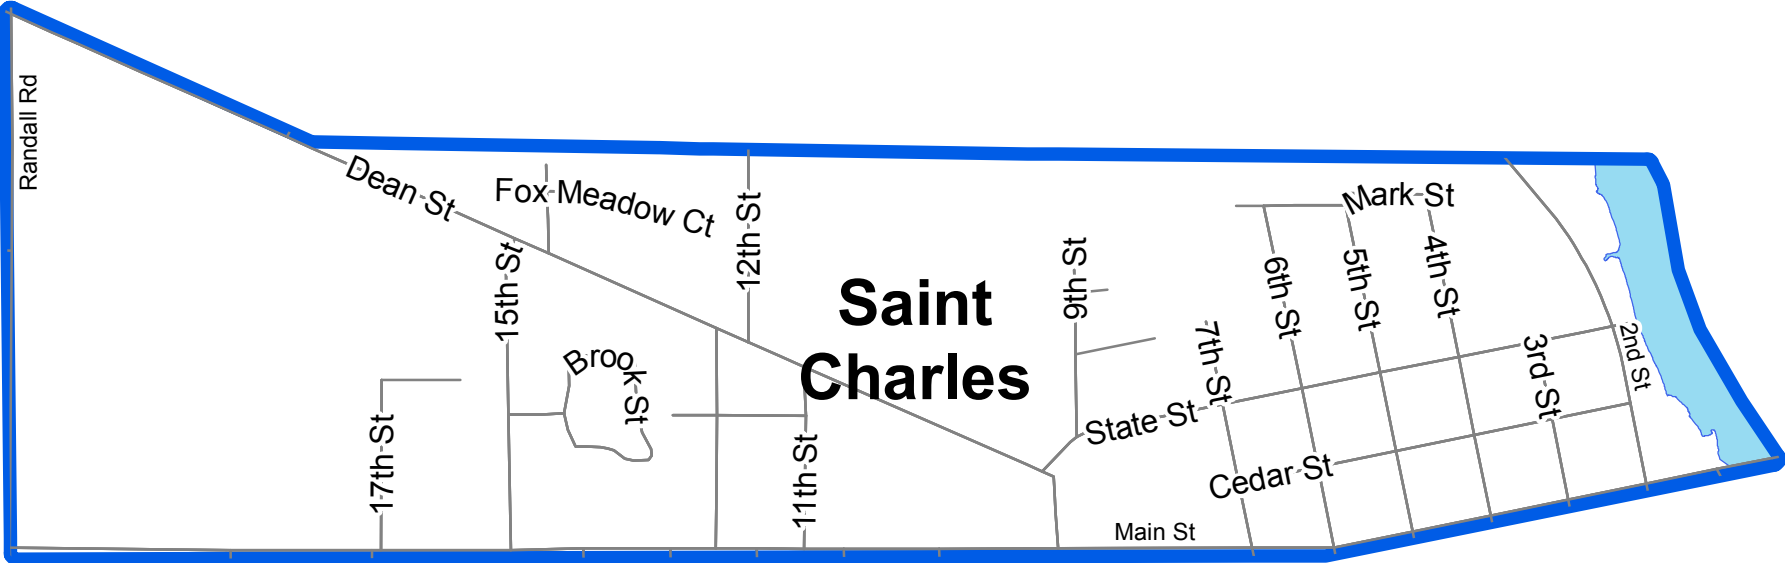 Randall Rd
Dean St
Fox Meadow Ct
12th St
15th St
Brook St
17th St
11th St
Saint
Charles
9th St
Mark St
6th St
5th St
4th St
7th St
3rd St
2nd St
State St
Cedar St
Main St